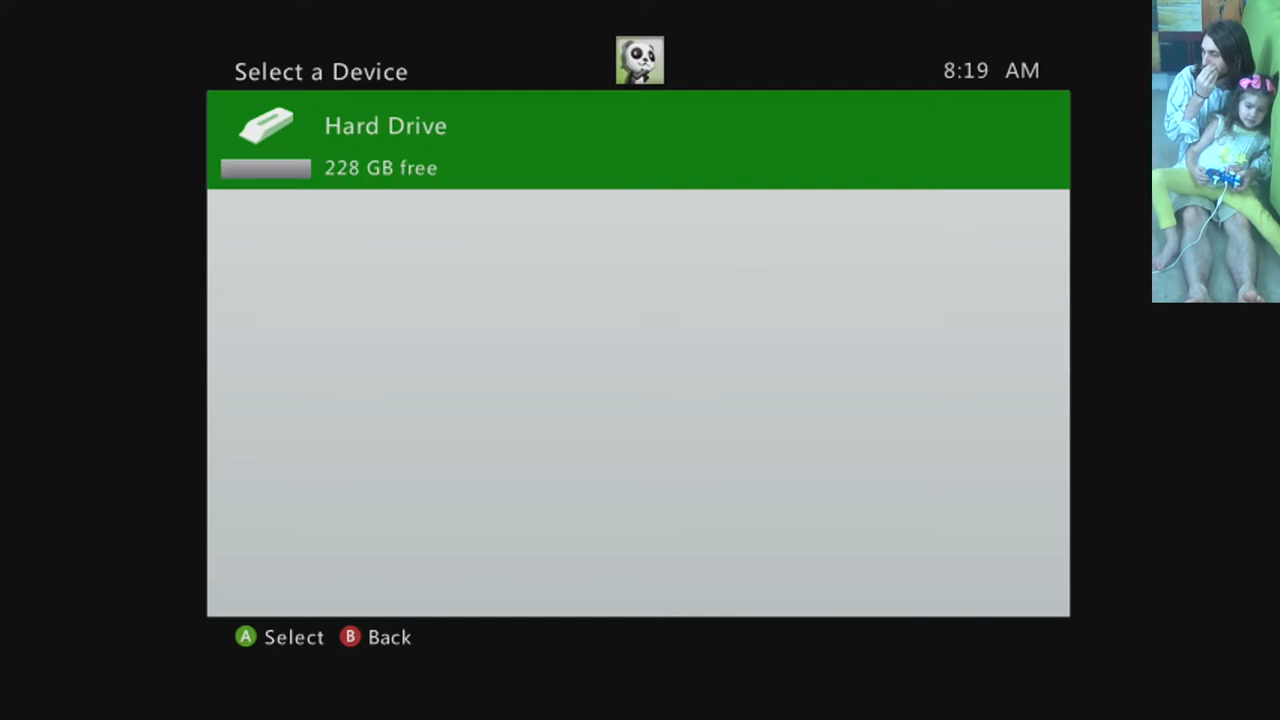 Select a Device
8:19 AM
Hard Drive
228 GB free
A Select B Back